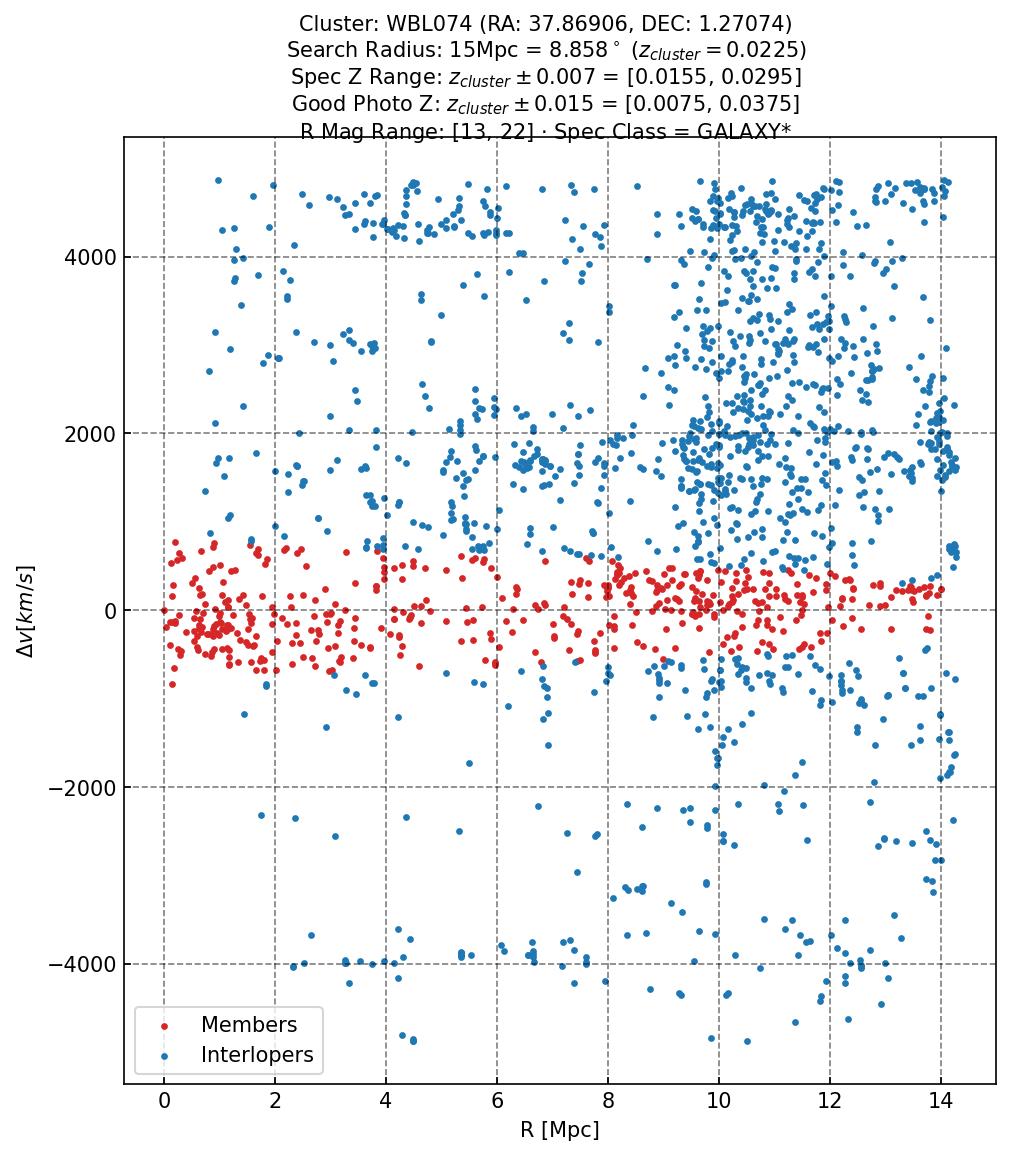 Cluster: WBL074 (RA: 37.86906, DEC: 1.27074)
Search Radius: 15Mpc = 8.858° (z_cluster = 0.0225)
Spec Z Range: z_cluster ± 0.007 = [0.0155, 0.0295]
Good Photo Z: z_cluster ± 0.015 = [0.0075, 0.0375]
R Mag Range: [13, 22] · Spec Class = GALAXY*
4000
2000
0
−2000
−4000
Δv[km/s]
Members
Interlopers
0 2 4 6 8 10 12 14
R [Mpc]